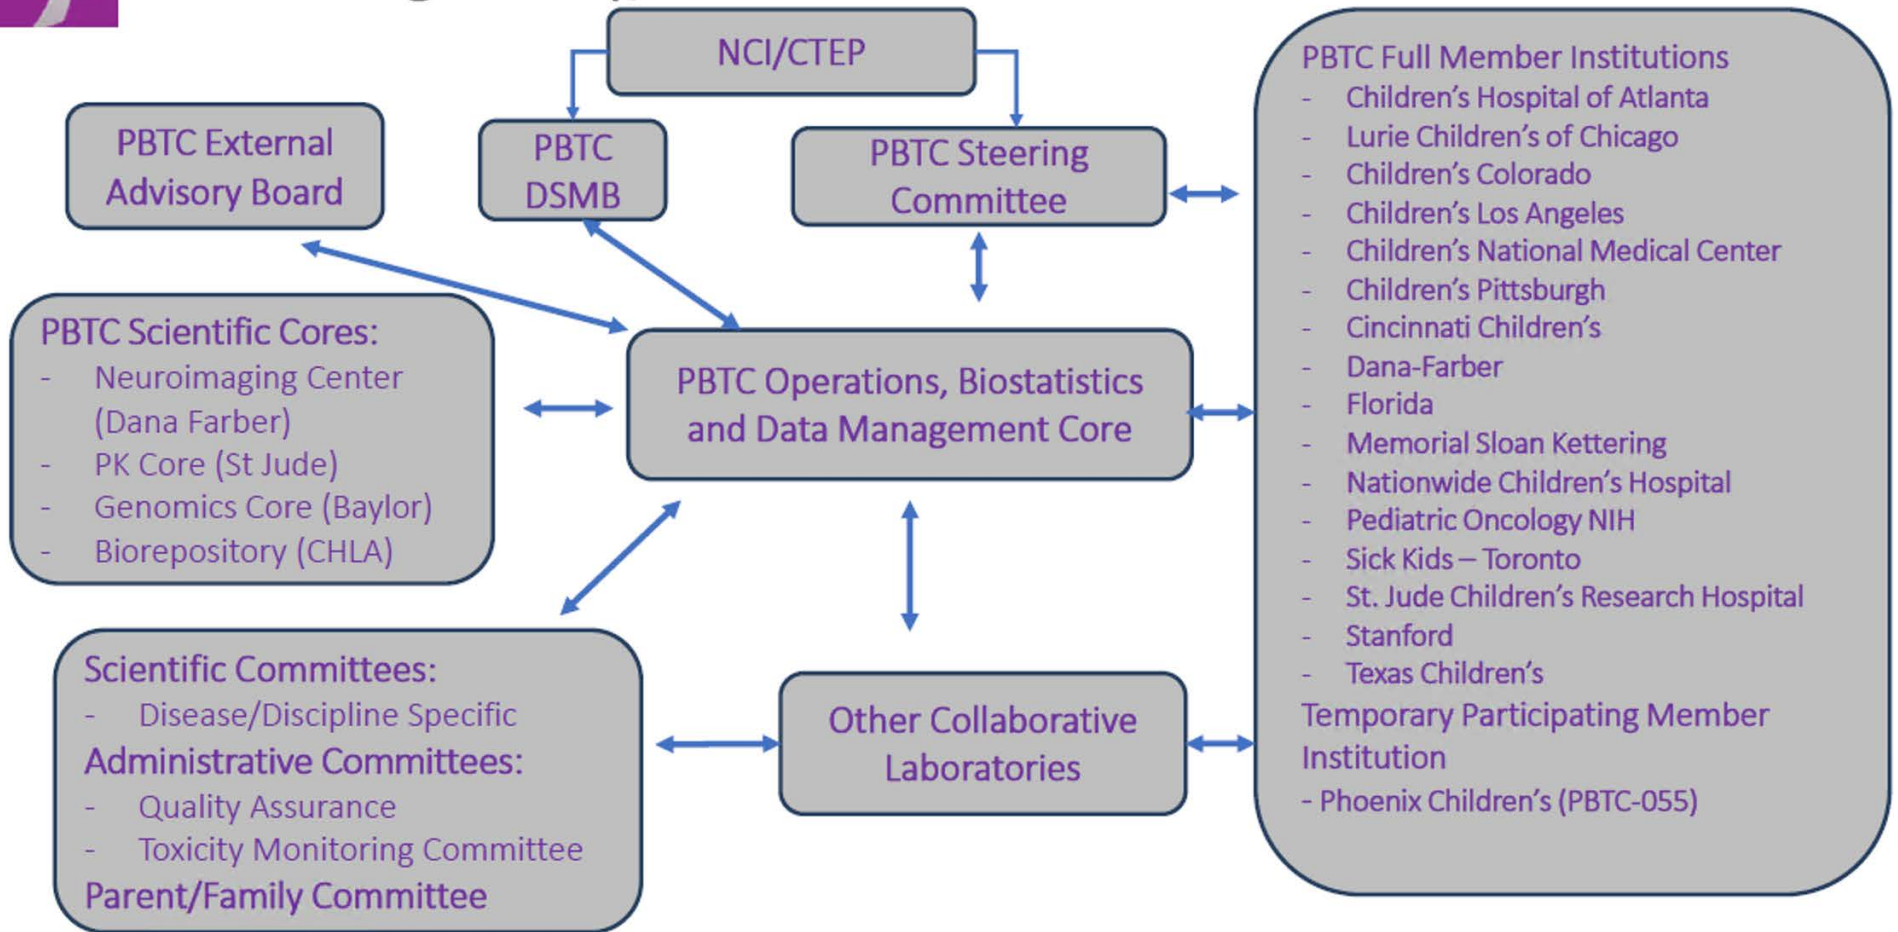 NCI/CTEP
PBTC External
Advisory Board
PBTC
DSMB
PBTC Steering
Committee
PBTC Scientific Cores:
- Neuroimaging Center
(Dana Farber)
- PK Core (St Jude)
- Genomics Core (Baylor)
- Biorepository (CHLA)
PBTC Operations, Biostatistics
and Data Management Core
Scientific Committees:
- Disease/Discipline Specific
Administrative Committees:
- Quality Assurance
- Toxicity Monitoring Committee
Parent/Family Committee
Other Collaborative
Laboratories
PBTC Full Member Institutions
- Children’s Hospital of Atlanta
- Lurie Children’s of Chicago
- Children’s Colorado
- Children’s Los Angeles
- Children’s National Medical Center
- Children’s Pittsburgh
- Cincinnati Children’s
- Dana-Farber
- Florida
- Memorial Sloan Kettering
- Nationwide Children’s Hospital
- Pediatric Oncology NIH
- Sick Kids – Toronto
- St. Jude Children’s Research Hospital
- Stanford
- Texas Children’s
Temporary Participating Member
Institution
- Phoenix Children’s (PBTC-055)